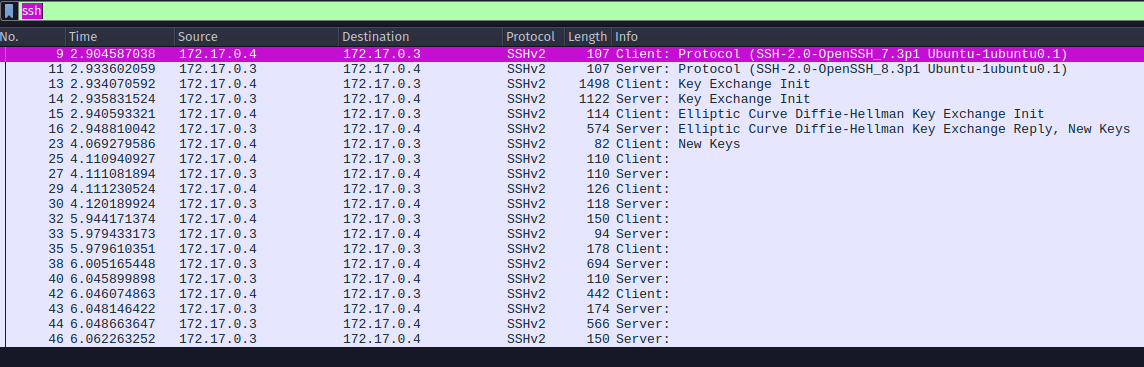 ssh
No. Time Source Destination Protocol Length Info
9 2.904587038 172.17.0.4 172.17.0.3 SSHv2 107 Client: Protocol (SSH-2.0-OpenSSH_7.3p1 Ubuntu-1ubuntu0.1)
11 2.933602059 172.17.0.3 172.17.0.4 SSHv2 107 Server: Protocol (SSH-2.0-OpenSSH_8.3p1 Ubuntu-1ubuntu0.1)
13 2.934070592 172.17.0.4 172.17.0.3 SSHv2 1498 Client: Key Exchange Init
14 2.935831524 172.17.0.3 172.17.0.4 SSHv2 1122 Server: Key Exchange Init
15 2.940593321 172.17.0.4 172.17.0.3 SSHv2 114 Client: Elliptic Curve Diffie-Hellman Key Exchange Init
16 2.948810042 172.17.0.3 172.17.0.4 SSHv2 574 Server: Elliptic Curve Diffie-Hellman Key Exchange Reply, New Keys
23 4.069279586 172.17.0.4 172.17.0.3 SSHv2 82 Client: New Keys
25 4.110940927 172.17.0.4 172.17.0.3 SSHv2 110 Client:
27 4.111081894 172.17.0.3 172.17.0.4 SSHv2 110 Server:
29 4.111230524 172.17.0.4 172.17.0.3 SSHv2 126 Client:
30 4.120189924 172.17.0.3 172.17.0.4 SSHv2 118 Server:
32 5.944171374 172.17.0.4 172.17.0.3 SSHv2 150 Client:
33 5.979433173 172.17.0.3 172.17.0.4 SSHv2 94 Server:
35 5.979610351 172.17.0.4 172.17.0.3 SSHv2 178 Client:
38 6.005165448 172.17.0.3 172.17.0.4 SSHv2 694 Server:
40 6.045899898 172.17.0.3 172.17.0.4 SSHv2 110 Server:
42 6.046074863 172.17.0.4 172.17.0.3 SSHv2 442 Client:
43 6.048146422 172.17.0.3 172.17.0.4 SSHv2 174 Server:
44 6.048663647 172.17.0.3 172.17.0.4 SSHv2 566 Server:
46 6.062263252 172.17.0.3 172.17.0.4 SSHv2 150 Server: